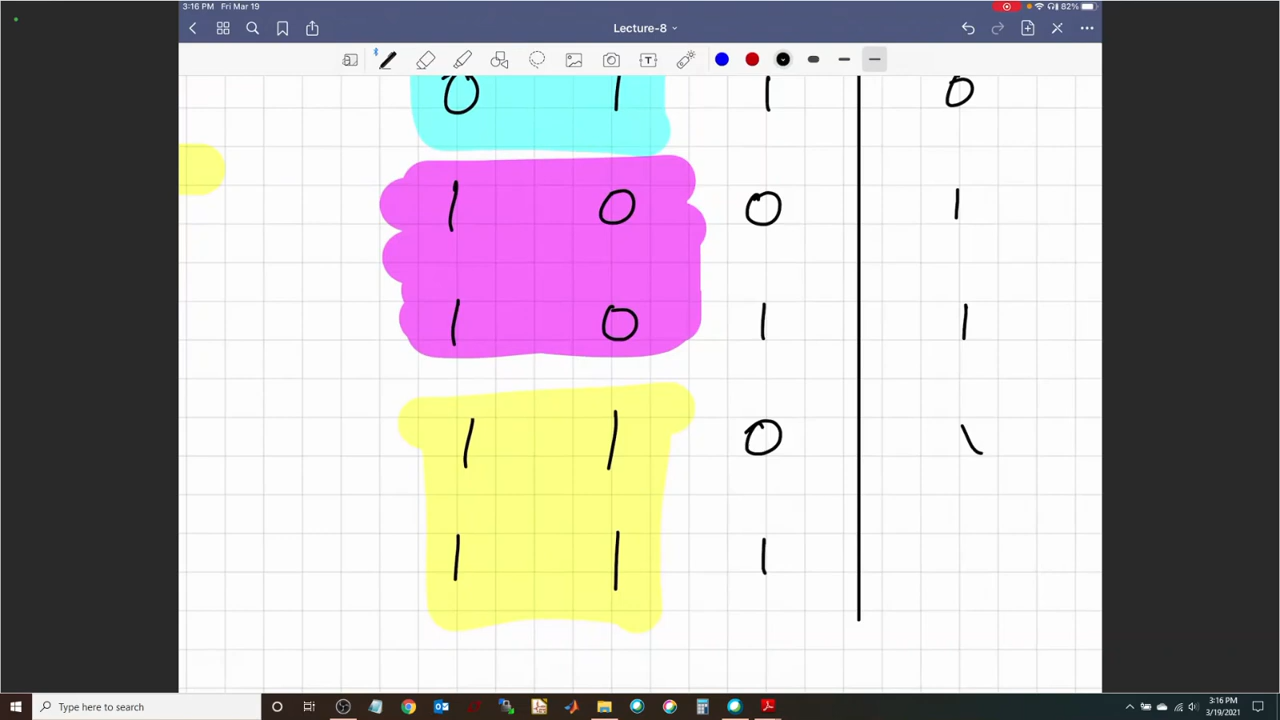 3:16 PM Fri Mar 19 82%
Lecture-8
T
0 1 1 0
1 0 0 1
1 0 1 1
1 1 0
1 1 1
Type here to search
3:16 PM
3/19/2021